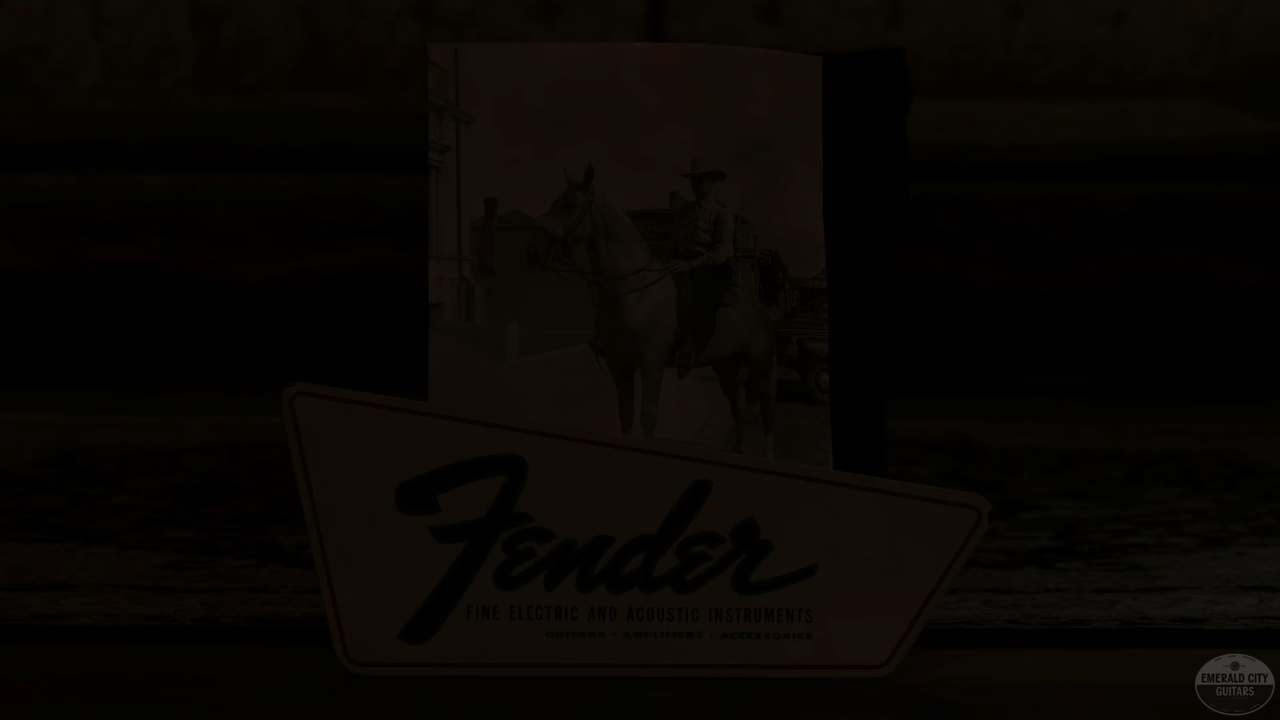 Fender
FINE ELECTRIC AND ACOUSTIC INSTRUMENTS
GUITARS · AMPLIFIERS · ACCESSORIES
EMERALD CITY
GUITARS